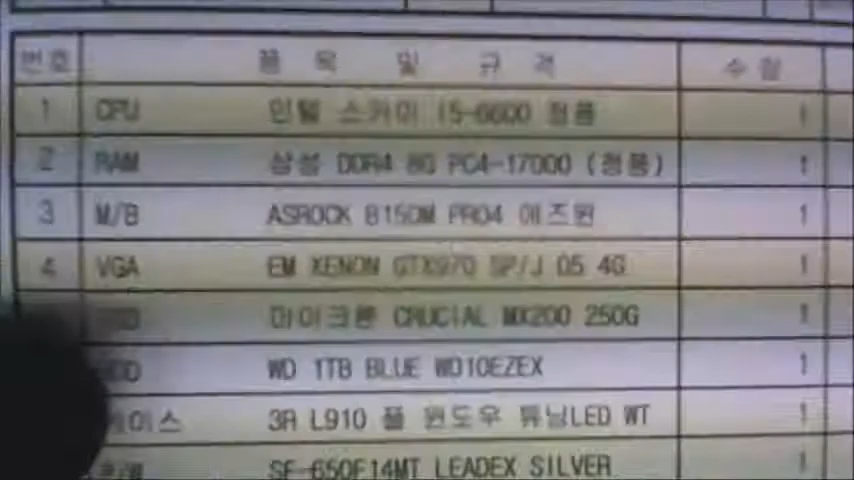 번호 품 목 및 규 격 수 량
1 CPU 인텔 스카이 I5-6600 정품 1
2 RAM 삼성 DDR4 8G PC4-17000 (정품) 1
3 M/B ASROCK B150M PRO4 에즈윈 1
4 VGA EM XENON GTX970 SP/J D5 4G 1
마이크론 CRUCIAL MX200 250G 1
WD 1TB BLUE WD10EZEX 1
케이스 3R L910 풀 윈도우 튜닝LED WT 1
SF-650F14MT LEADEX SILVER 1